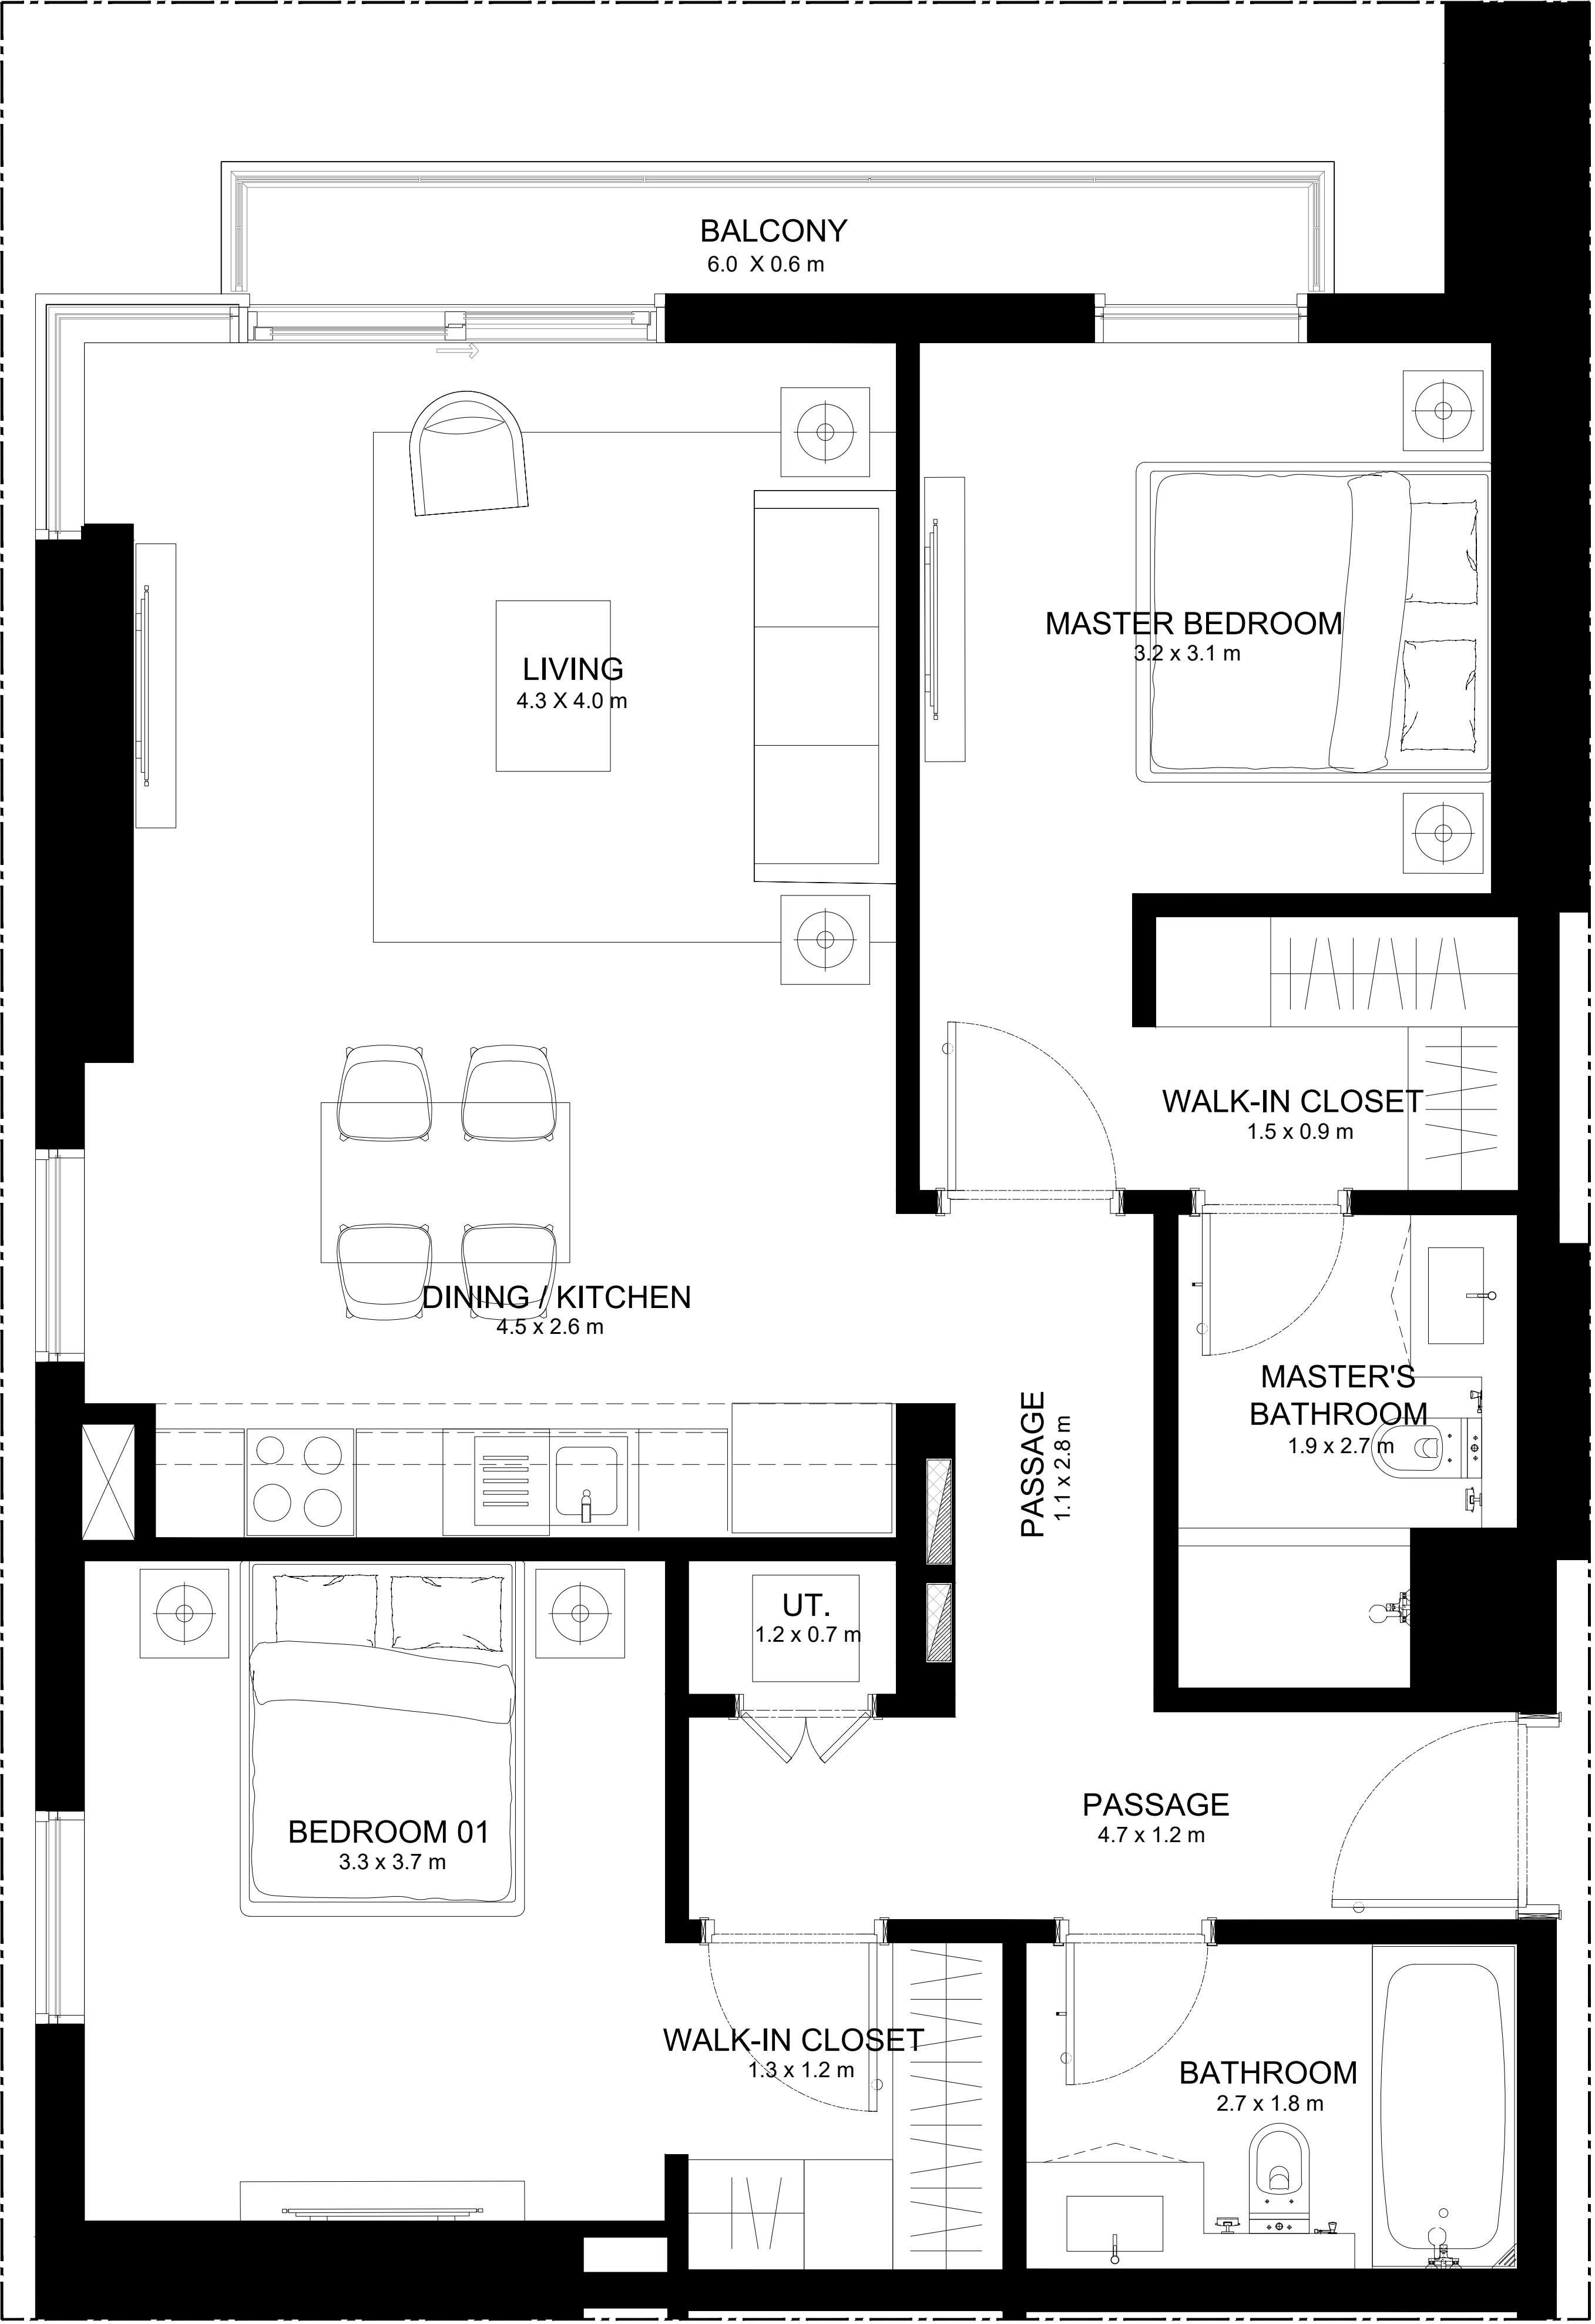 BALCONY
6.0 X 0.6 m
MASTER BEDROOM
3.2 x 3.1 m
LIVING
4.3 X 4.0 m
WALK-IN CLOSET
1.5 x 0.9 m
DINING / KITCHEN
4.5 x 2.6 m
MASTER'S
BATHROOM
1.9 x 2.7 m
PASSAGE
1.1 x 2.8 m
UT.
1.2 x 0.7 m
PASSAGE
4.7 x 1.2 m
BEDROOM 01
3.3 x 3.7 m
WALK-IN CLOSET
1.3 x 1.2 m
BATHROOM
2.7 x 1.8 m